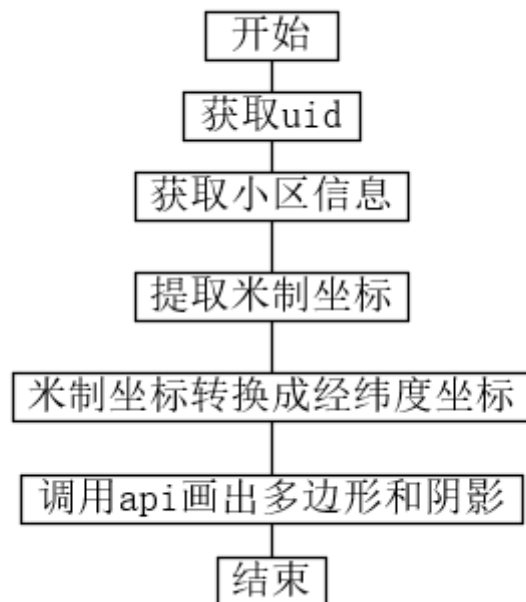 开始
获取uid
获取小区信息
提取米制坐标
米制坐标转换成经纬度坐标
调用api画出多边形和阴影
结束